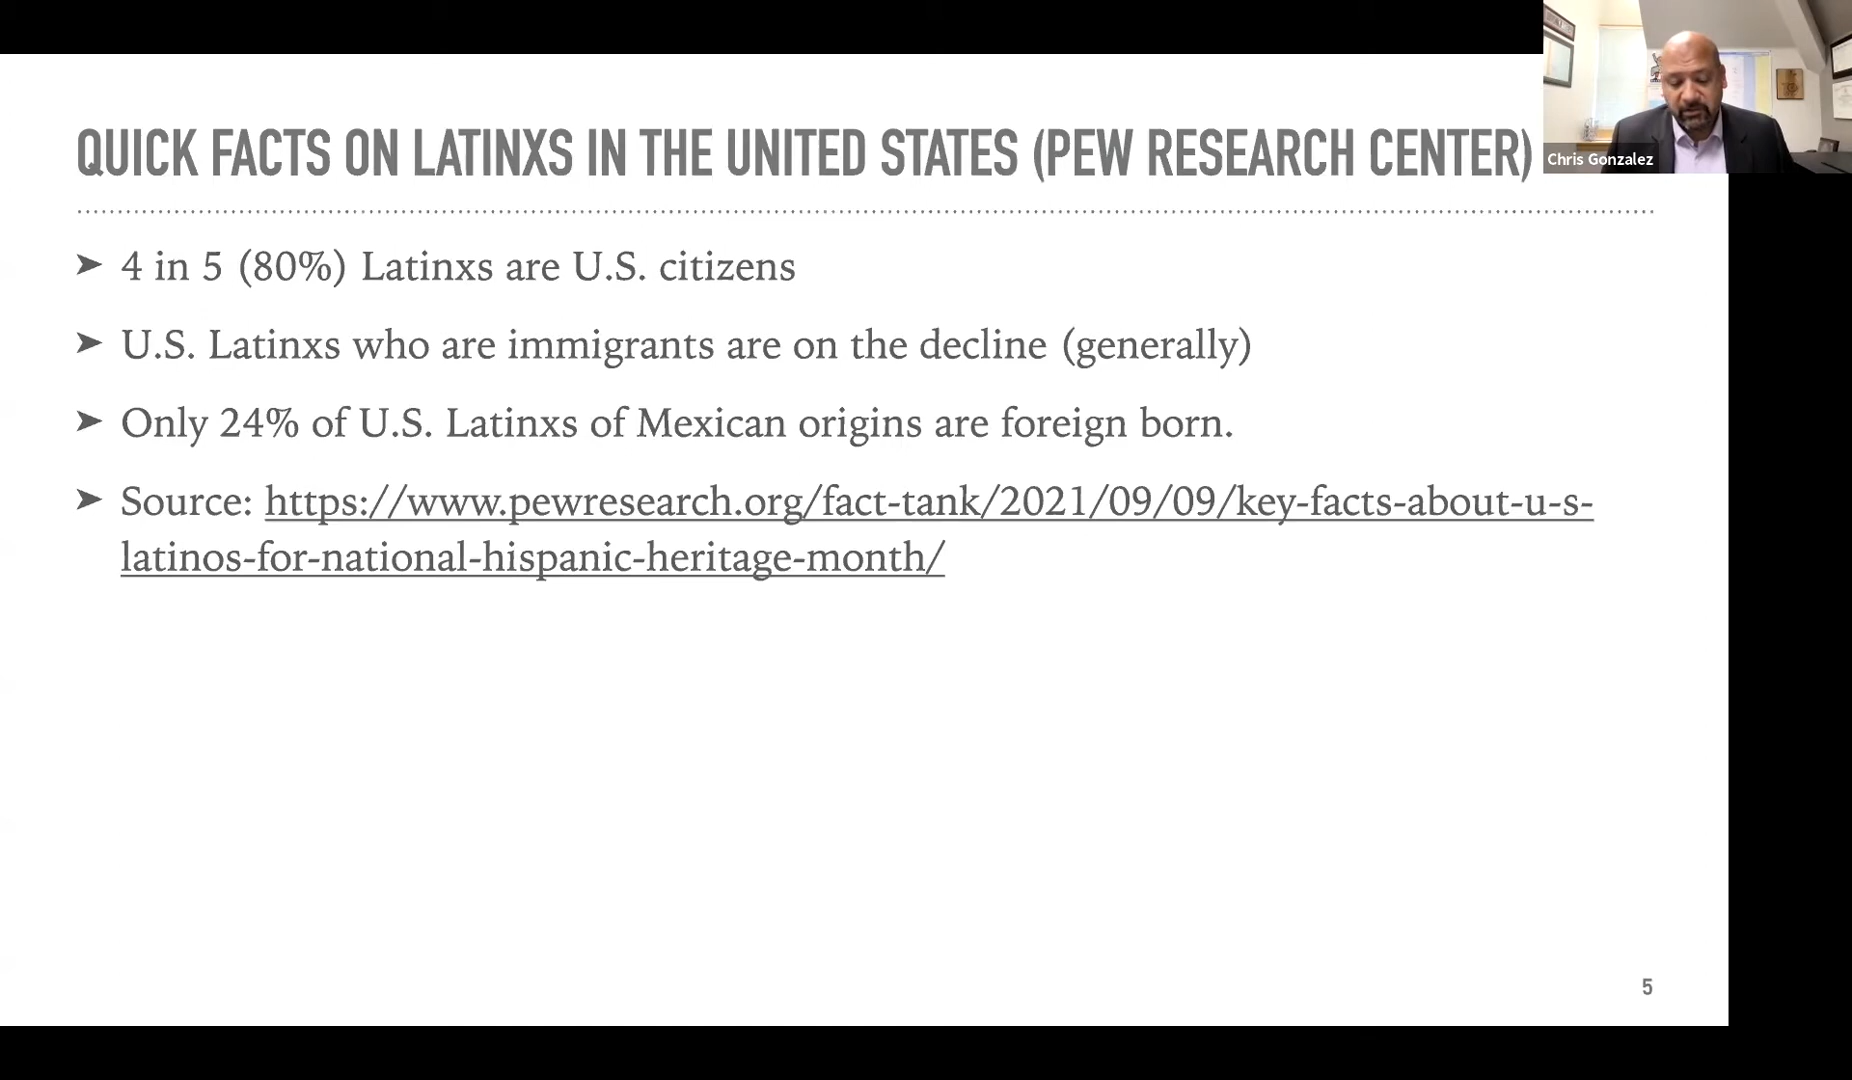 QUICK FACTS ON LATINXS IN THE UNITED STATES (PEW RESEARCH CENTER)
Chris Gonzalez
➤ 4 in 5 (80%) Latinxs are U.S. citizens
➤ U.S. Latinxs who are immigrants are on the decline (generally)
➤ Only 24% of U.S. Latinxs of Mexican origins are foreign born.
➤ Source: https://www.pewresearch.org/fact-tank/2021/09/09/key-facts-about-u-s-
latinos-for-national-hispanic-heritage-month/
5